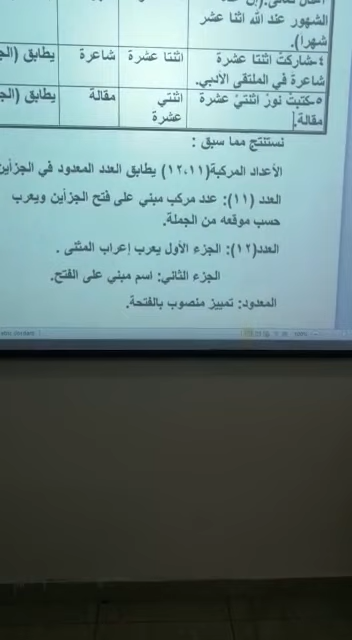 الشهور عند الله اثنا عشر
شهرا).
٤-شاركت اثنتا عشرة
شاعرة في الملتقى الأدبي.
اثنتا عشرة
شاعرة
يطابق
٥-كتبتْ نورُ اثنتيْ عشرة
مقالة.
اثنتي
عشرة
مقالة
يطابق
نستنتج مما سبق :
الأعداد المركبة(١٢،١١) يطابق العدد المعدود في الجزأين
العدد (١١): عدد مركب مبني على فتح الجزأين ويعرب
حسب موقعه من الجملة.
العدد(١٢): الجزء الأول يعرب إعراب المثنى .
الجزء الثاني: اسم مبني على الفتح.
المعدود: تمييز منصوب بالفتحة.